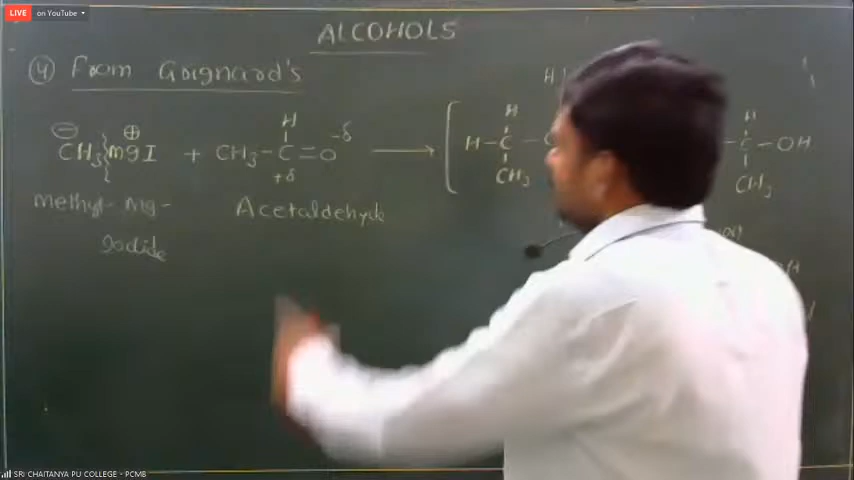 LIVE on YouTube
ALCOHOLS
④ From Grignard's
H
H H H
⊖ ⊕ -δ
CH₃ MgI + CH₃-C=O → [ H-C- -C-OH
+δ CH₃ CH₃
Methyl- Mg- Acetaldehyde
Iodide
SRI CHAITANYA PU COLLEGE - PCMB